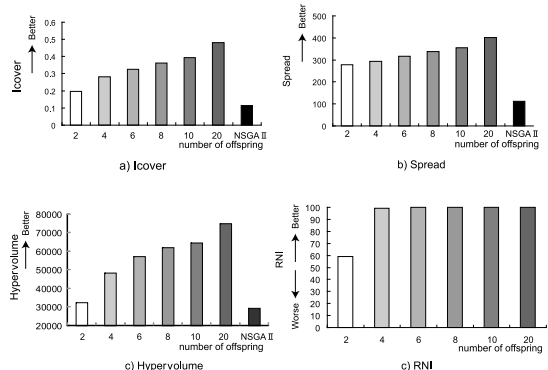 Better
Icover
0.6
0.5
0.4
0.3
0.2
0.1
0
2 4 6 8 10 20 NSGA II
number of offspring
a) Icover
Better
Spread
500
400
300
200
100
0
2 4 6 8 10 20 NSGA II
number of offspring
b) Spread
Better
Hypervolume
80000
70000
60000
50000
40000
30000
20000
2 4 6 8 10 20 NSGA II
number of offspring
c) Hypervolume
Better
RNI
Worse
100
90
80
70
60
50
40
30
20
10
0
2 4 6 8 10 20
number of offspring
c) RNI